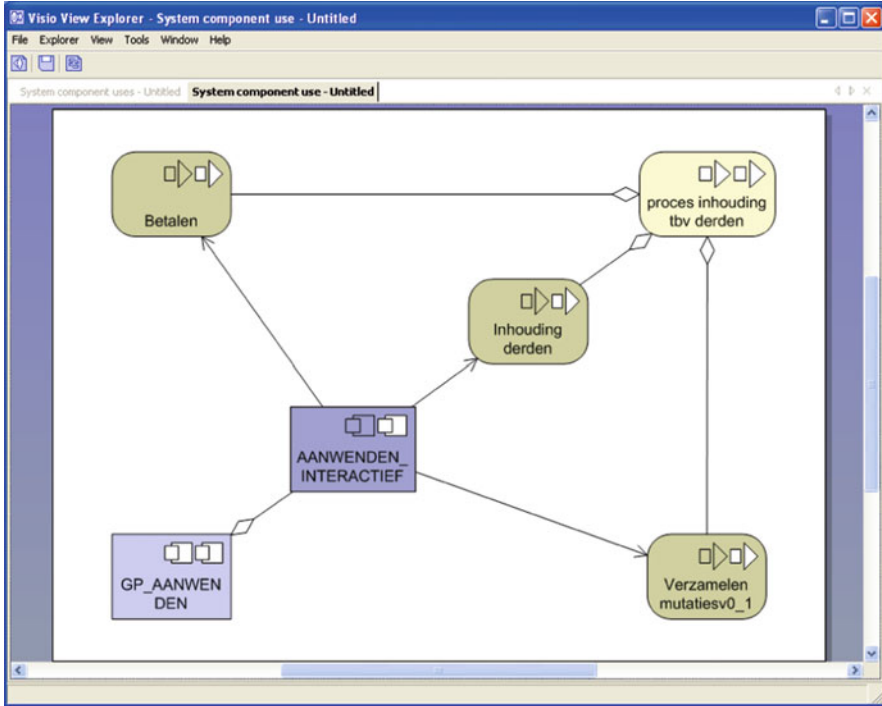 Visio View Explorer - System component use - Untitled
File Explorer View Tools Window Help
System component uses - Untitled System component use - Untitled
Betalen
proces inhouding
tbv derden
Inhouding
derden
AANWENDEN_
INTERACTIEF
GP_AANWEN
DEN
Verzamelen
mutatiesv0_1